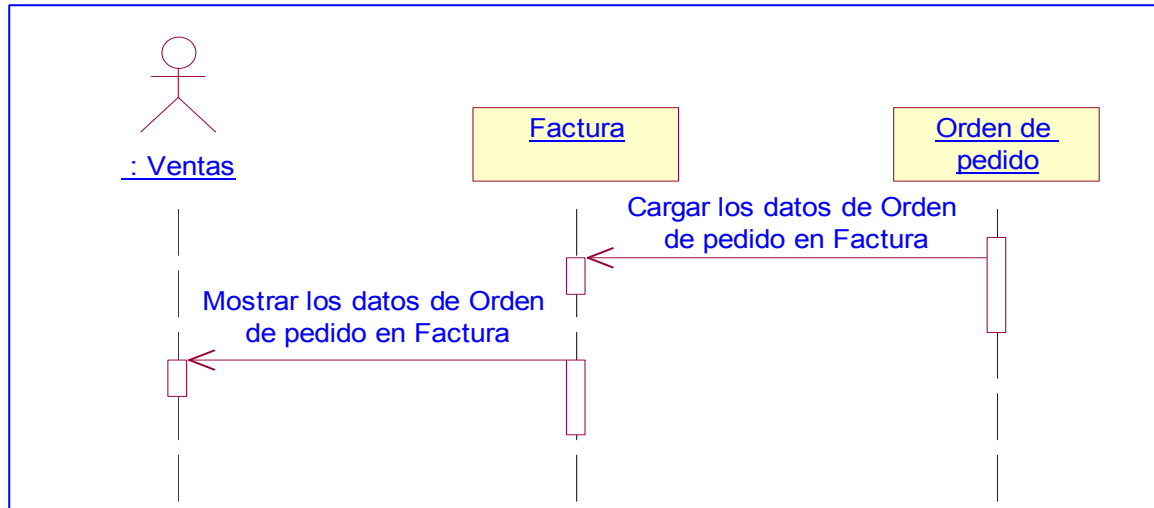 : Ventas
Factura
Orden de
pedido
Cargar los datos de Orden
de pedido en Factura
Mostrar los datos de Orden
de pedido en Factura